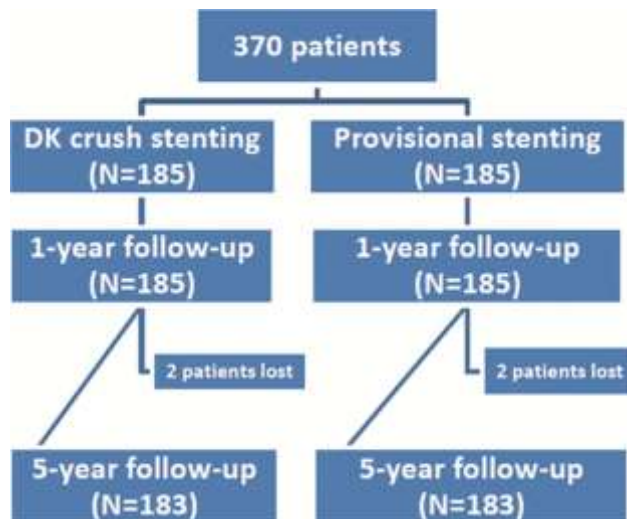 370 patients
DK crush stenting
(N=185)
Provisional stenting
(N=185)
1-year follow-up
(N=185)
1-year follow-up
(N=185)
2 patients lost
2 patients lost
5-year follow-up
(N=183)
5-year follow-up
(N=183)